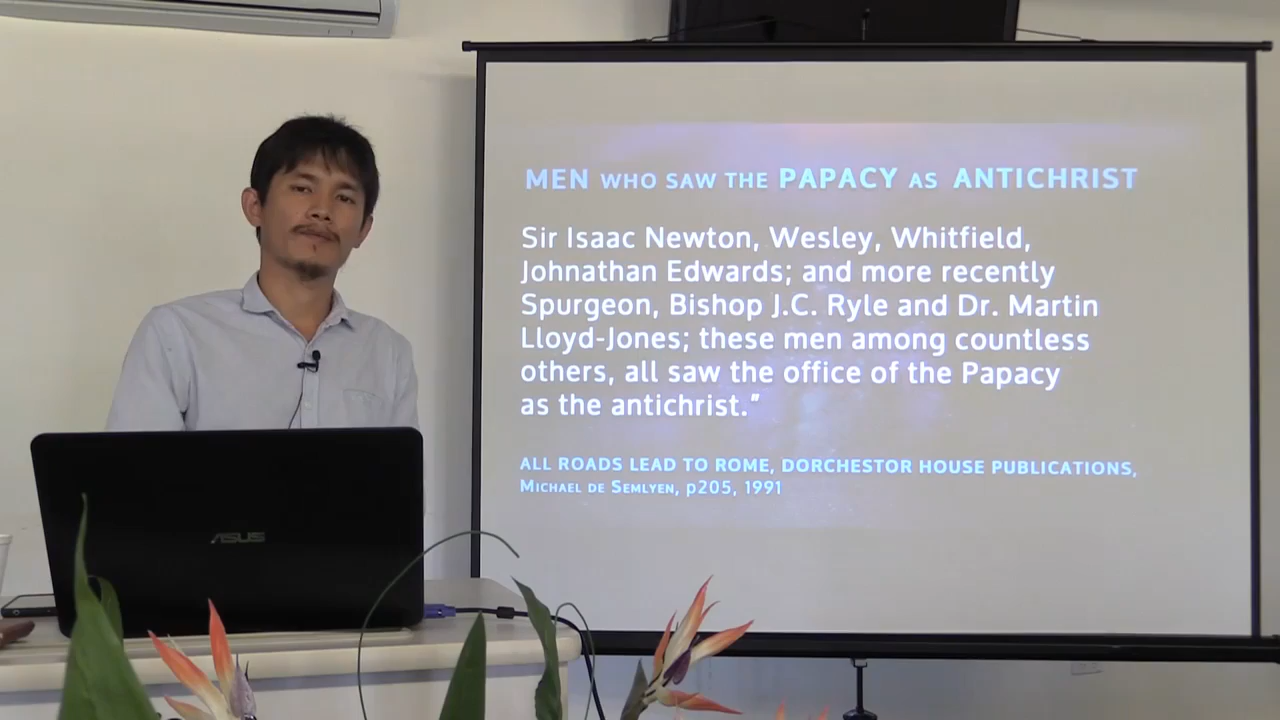 MEN WHO SAW THE PAPACY AS ANTICHRIST
Sir Isaac Newton, Wesley, Whitfield,
Johnathan Edwards; and more recently
Spurgeon, Bishop J.C. Ryle and Dr. Martin
Lloyd-Jones; these men among countless
others, all saw the office of the Papacy
as the antichrist.”
ALL ROADS LEAD TO ROME, DORCHESTOR HOUSE PUBLICATIONS,
MICHAEL DE SEMLYEN, p205, 1991
ASUS